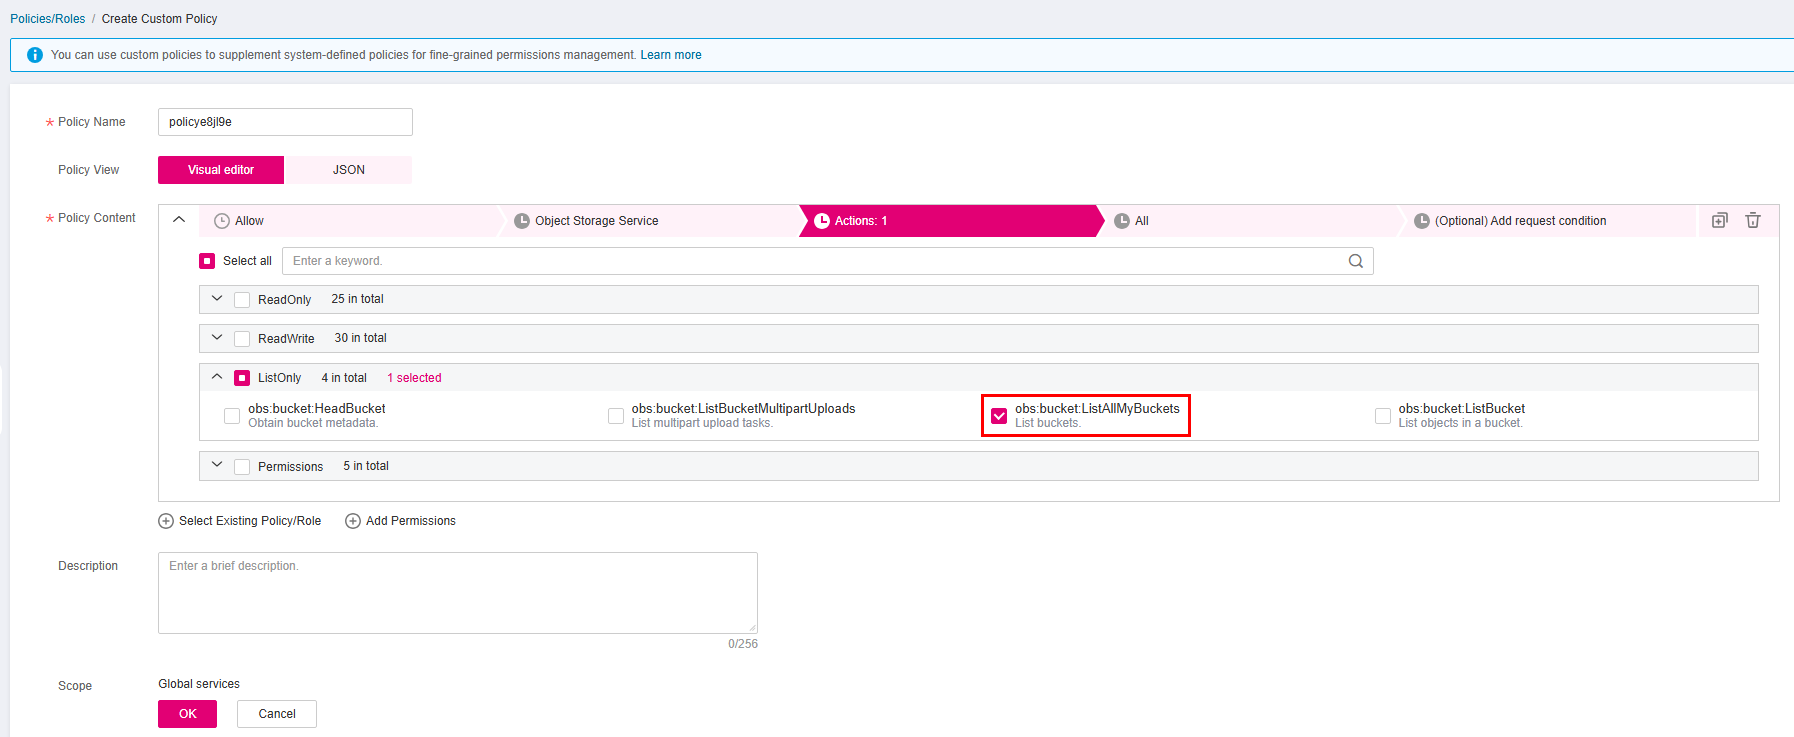 Policies/Roles / Create Custom Policy
You can use custom policies to supplement system-defined policies for fine-grained permissions management. Learn more
* Policy Name policye8jl9e
Policy View Visual editor JSON
* Policy Content Allow Object Storage Service Actions: 1 All (Optional) Add request condition
Select all Enter a keyword.
ReadOnly 25 in total
ReadWrite 30 in total
ListOnly 4 in total 1 selected
obs:bucket:HeadBucket obs:bucket:ListBucketMultipartUploads obs:bucket:ListAllMyBuckets obs:bucket:ListBucket
Obtain bucket metadata. List multipart upload tasks. List buckets. List objects in a bucket.
Permissions 5 in total
Select Existing Policy/Role Add Permissions
Description Enter a brief description.
0/256
Scope Global services
OK Cancel